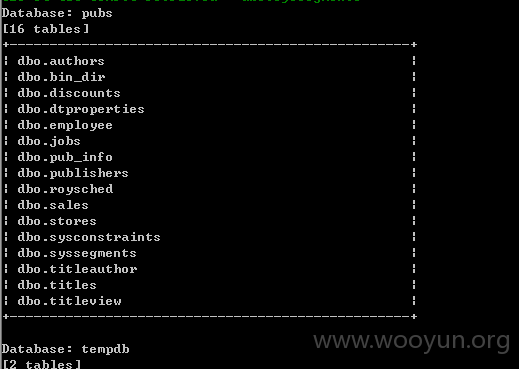 Database: pubs
[16 tables]
+----------------------------------------------------+
¦ dbo.authors ¦
¦ dbo.bin_dir ¦
¦ dbo.discounts ¦
¦ dbo.dtproperties ¦
¦ dbo.employee ¦
¦ dbo.jobs ¦
¦ dbo.pub_info ¦
¦ dbo.publishers ¦
¦ dbo.roysched ¦
¦ dbo.sales ¦
¦ dbo.stores ¦
¦ dbo.sysconstraints ¦
¦ dbo.syssegments ¦
¦ dbo.titleauthor ¦
¦ dbo.titles ¦
¦ dbo.titleview ¦
+----------------------------------------------------+
www.wooyun.org
Database: tempdb
[2 tables]